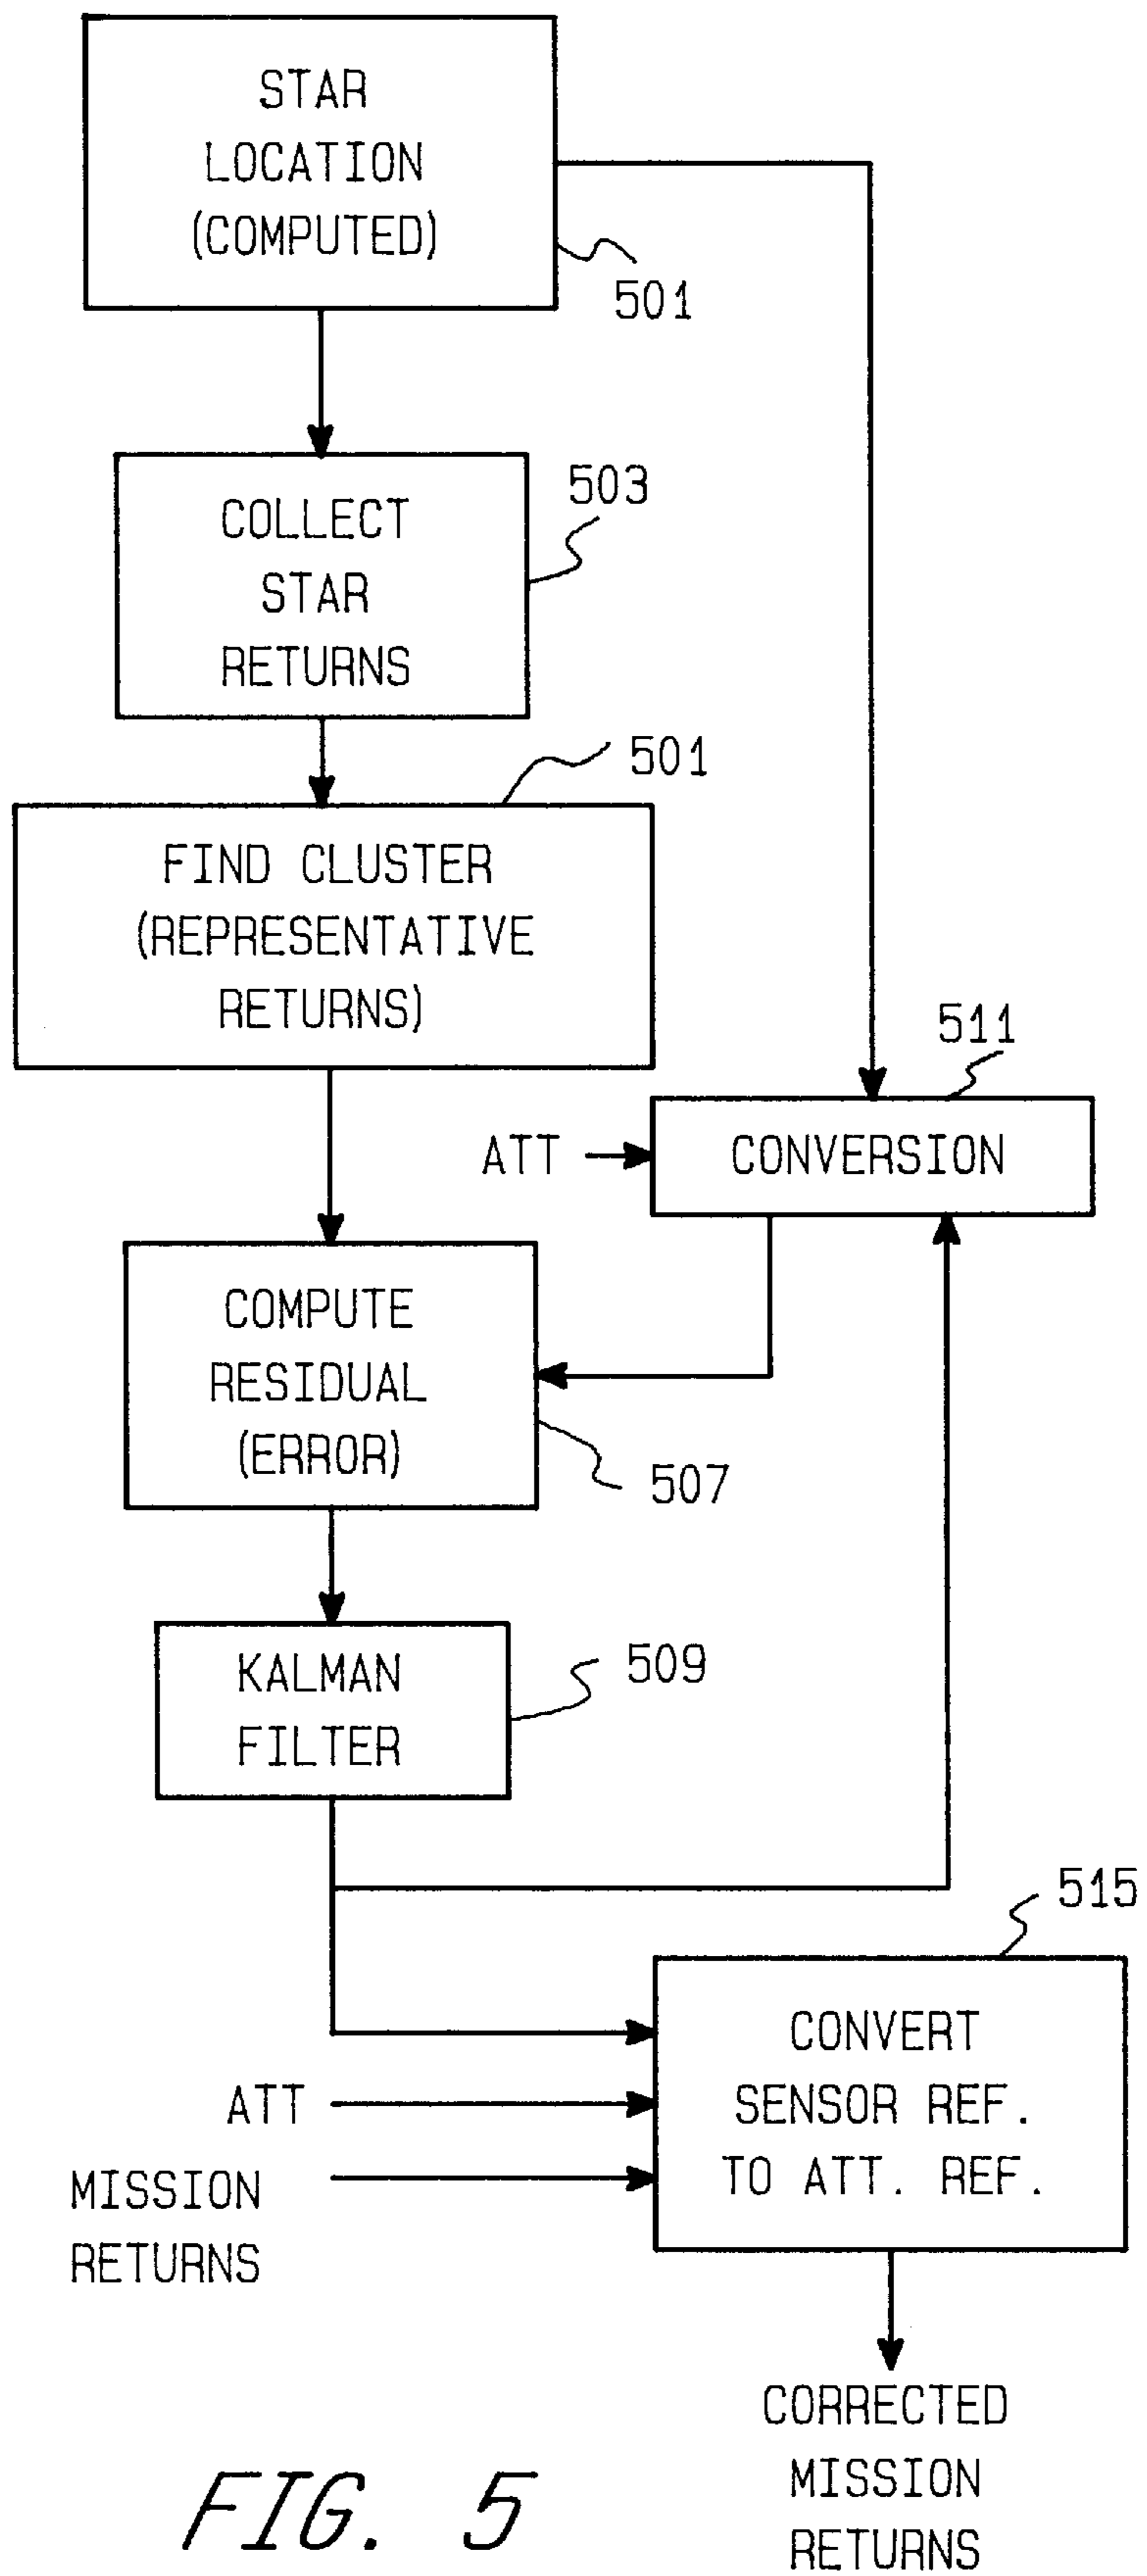 STAR
LOCATION
(COMPUTED)
501
COLLECT
STAR
RETURNS
503
501
FIND CLUSTER
(REPRESENTATIVE
RETURNS)
511
ATT
CONVERSION
COMPUTE
RESIDUAL
(ERROR)
507
KALMAN
FILTER
509
515
CONVERT
SENSOR REF.
TO ATT. REF.
ATT
MISSION
RETURNS
CORRECTED
MISSION
RETURNS
FIG. 5